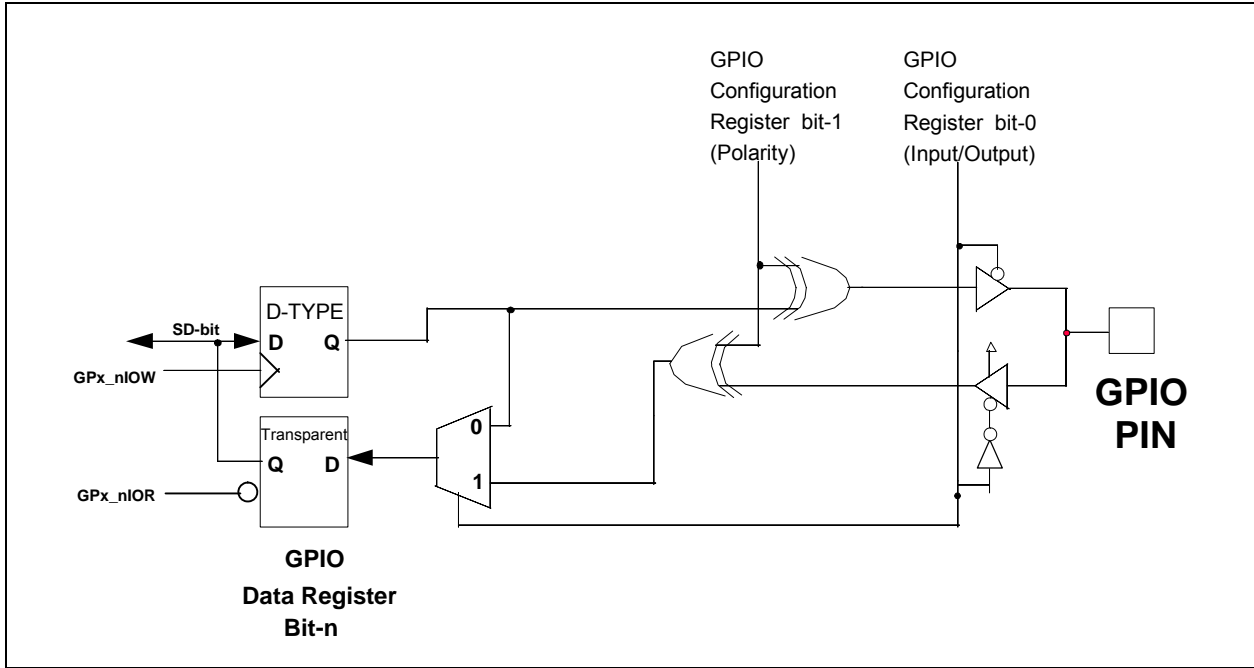 GPIO
Configuration
Register bit-1
(Polarity)
GPIO
Configuration
Register bit-0
(Input/Output)
D-TYPE
SD-bit
D
Q
GPx_nIOW
Transparent
Q
D
0
1
GPx_nIOR
GPIO
PIN
GPIO
Data Register
Bit-n